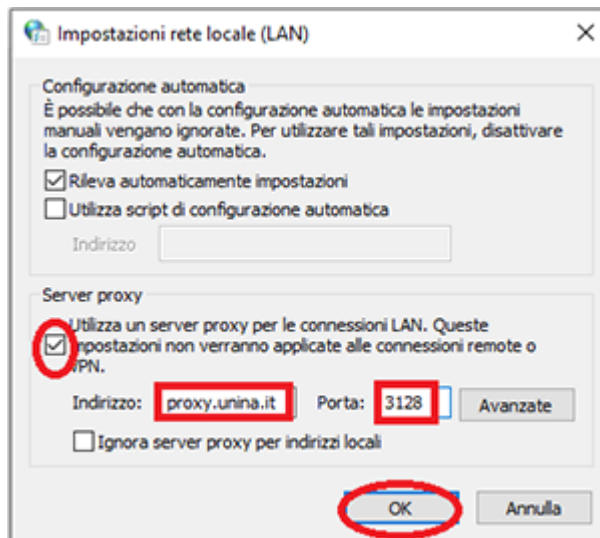 Impostazioni rete locale (LAN)
Configurazione automatica
È possibile che con la configurazione automatica le impostazioni
manuali vengano ignorate. Per utilizzare tali impostazioni, disattivare
la configurazione automatica.
Rileva automaticamente impostazioni
Utilizza script di configurazione automatica
Indirizzo
Server proxy
Utilizza un server proxy per le connessioni LAN. Queste
impostazioni non verranno applicate alle connessioni remote o
VPN.
Indirizzo: proxy.unina.it Porta: 3128 Avanzate
Ignora server proxy per indirizzi locali
OK Annulla